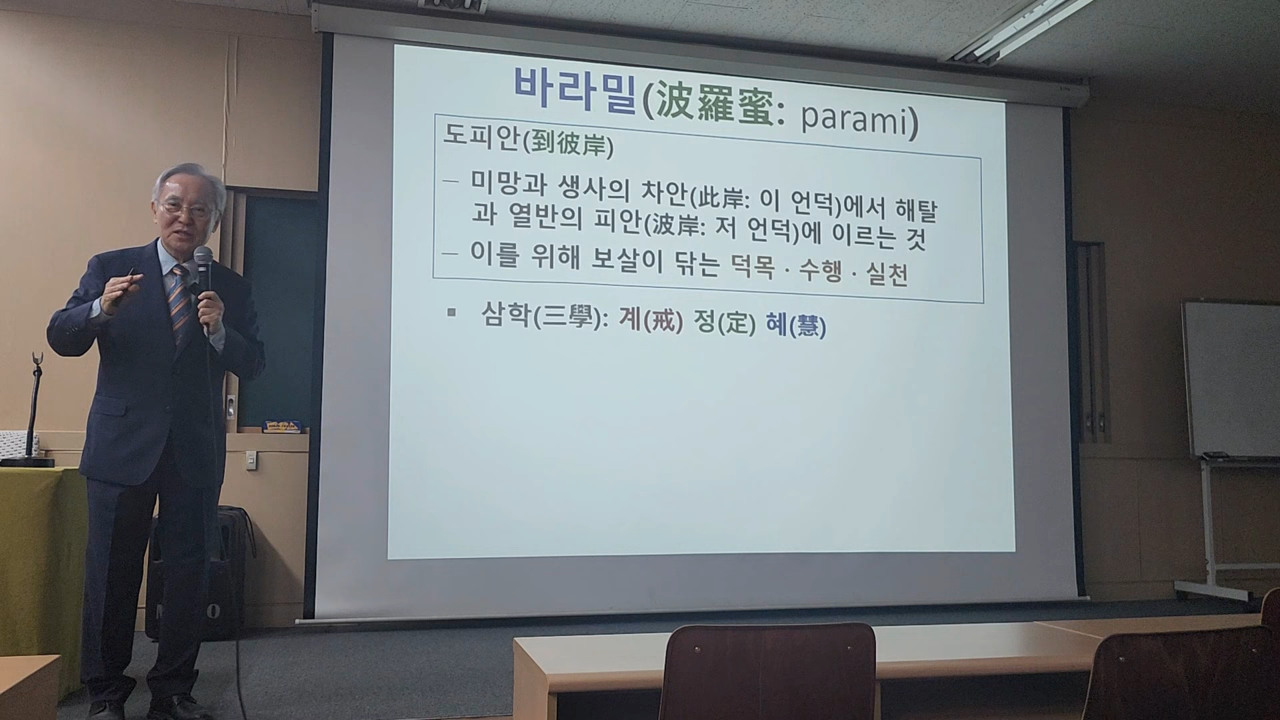 바라밀(波羅蜜: parami)
도피안(到彼岸)
– 미망과 생사의 차안(此岸: 이 언덕)에서 해탈
과 열반의 피안(波岸: 저 언덕)에 이르는 것
– 이를 위해 보살이 닦는 덕목 · 수행 · 실천
▪ 삼학(三學): 계(戒) 정(定) 혜(慧)